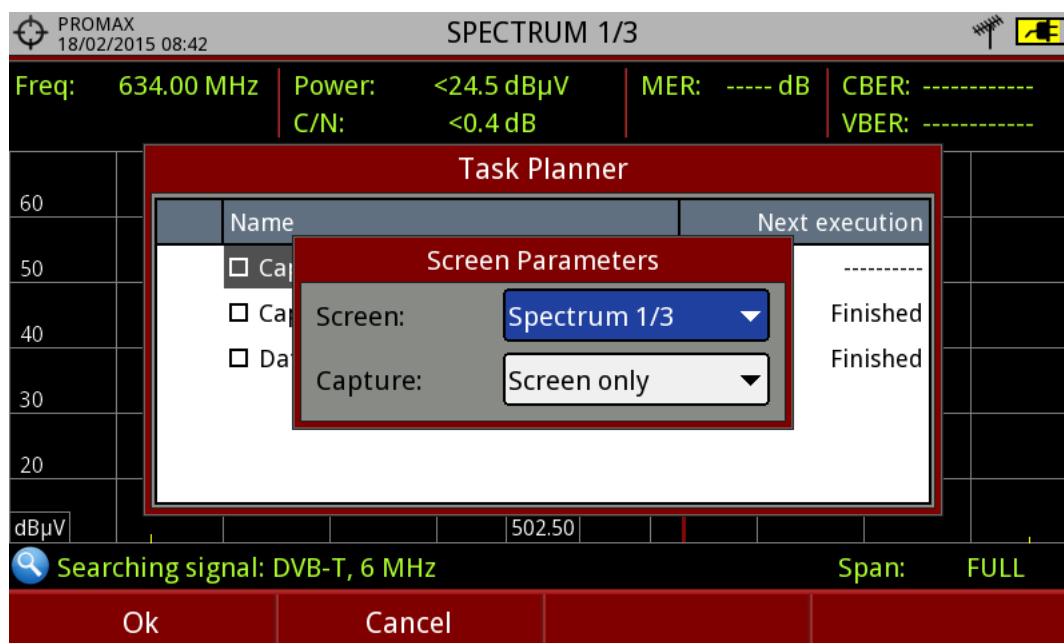 PROMAX
18/02/2015 08:42
SPECTRUM 1/3
Freq: 634.00 MHz
Power: <24.5 dBµV
MER: ----- dB
CBER: ------------
C/N: <0.4 dB
VBER: ------------
Task Planner
Name
Next execution
Screen Parameters
----------
Screen: Spectrum 1/3
Finished
Capture: Screen only
Finished
60
50
40
30
20
dBµV
502.50
Searching signal: DVB-T, 6 MHz
Span: FULL
Ok
Cancel